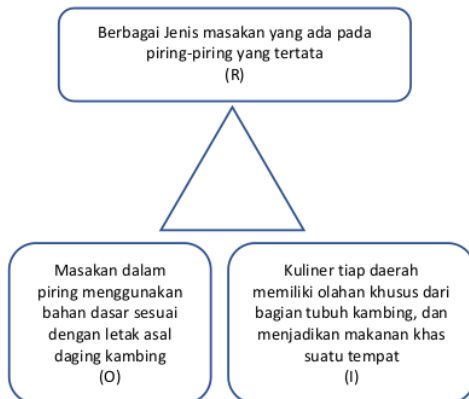 Berbagai Jenis masakan yang ada pada
piring-piring yang tertata
(R)
Masakan dalam
piring menggunakan
bahan dasar sesuai
dengan letak asal
daging kambing
(O)
Kuliner tiap daerah
memiliki olahan khusus dari
bagian tubuh kambing, dan
menjadikan makanan khas
suatu tempat
(I)